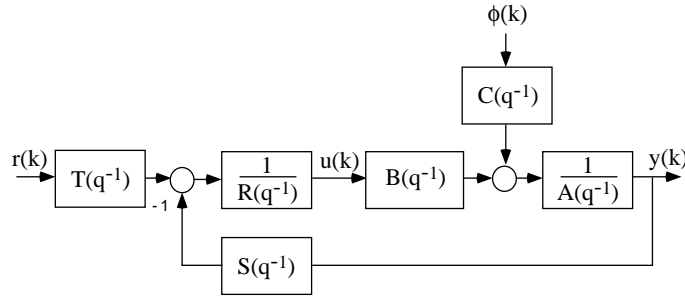 ϕ(k)
C(q⁻¹)
r(k)
T(q⁻¹)
-1
1
R(q⁻¹)
u(k)
B(q⁻¹)
1
A(q⁻¹)
y(k)
S(q⁻¹)